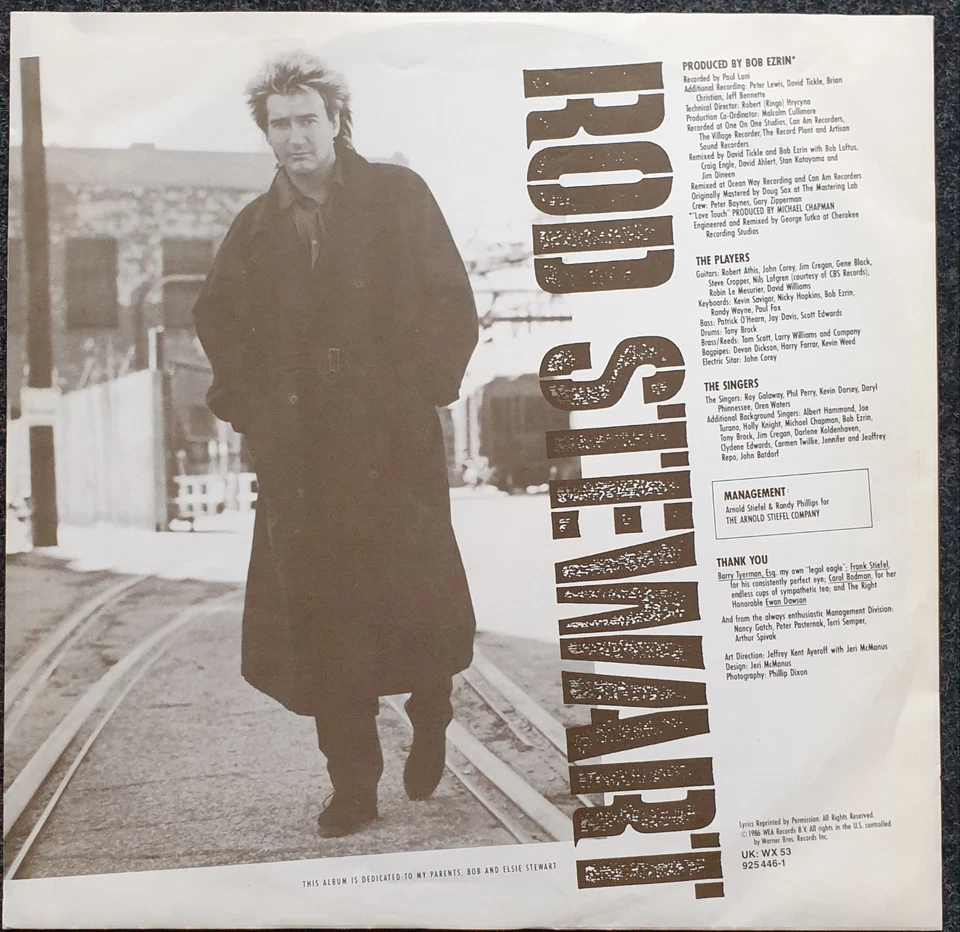 ROD STEWART
PRODUCED BY BOB EZRIN*
Recorded by Paul Lani
Additional Recording: Peter Lewis, David Tickle, Brian
Christian, Jeff Bennette
Technical Director: Robert (Ringo) Hrycyna
Production Co-Ordinator: Malcolm Cullimore
Recorded at One On One Studios, Can Am Recorders,
The Village Recorder, The Record Plant and Artisan
Sound Recorders
Remixed by David Tickle and Bob Ezrin with Bob Loftus,
Craig Engle, David Ahlert, Stan Katayama and
Jim Dineen
Remixed at Ocean Way Recording and Can Am Recorders
Originally Mastered by Doug Sax at The Mastering Lab
Crew: Peter Baynes, Gary Zipperman
*"Love Touch" PRODUCED BY MICHAEL CHAPMAN
Engineered and Remixed by George Tutko at Cherokee
Recording Studios
THE PLAYERS
Guitars: Robert Athis, John Corey, Jim Cregan, Gene Black,
Steve Cropper, Nils Lofgren (courtesy of CBS Records),
Robin Le Mesurier, David Williams
Keyboards: Kevin Savigar, Nicky Hopkins, Bob Ezrin,
Randy Wayne, Paul Fox
Bass: Patrick O'Hearn, Jay Davis, Scott Edwards
Drums: Tony Brock
Brass/Reeds: Tom Scott, Larry Williams and Company
Bagpipes: Devon Dickson, Harry Farrar, Kevin Weed
Electric Sitar: John Corey
THE SINGERS
The Singers: Roy Galaway, Phil Perry, Kevin Dorsey, Daryl
Phinnessee, Oren Waters
Additional Background Singers: Albert Hammond, Joe
Turano, Holly Knight, Michael Chapman, Bob Ezrin,
Tony Brock, Jim Cregan, Darlene Koldenhaven,
Clydene Edwards, Carmen Twillie, Jennifer and Jeoffrey
Repo, John Batdorf
MANAGEMENT:
Arnold Stiefel & Randy Phillips for
THE ARNOLD STIEFEL COMPANY
THANK YOU
Barry Tyerman, Esq. my own "legal eagle"; Frank Stiefel,
for his consistently perfect eye; Carol Bodman, for her
endless cups of sympathetic tea; and The Right
Honorable Ewan Dawson
And from the always enthusiastic Management Division:
Nancy Gatch, Peter Pasternak, Terri Semper,
Arthur Spivak
Art Direction: Jeffrey Kent Ayeroff with Jeri McManus
Design: Jeri McManus
Photography: Phillip Dixon
Lyrics Reprinted by Permission. All Rights Reserved.
©1986 WEA Records B.V. All rights in the U.S. controlled
by Warner Bros. Records Inc.
UK: WX 53
925 446-1
THIS ALBUM IS DEDICATED TO MY PARENTS, BOB AND ELSIE STEWART